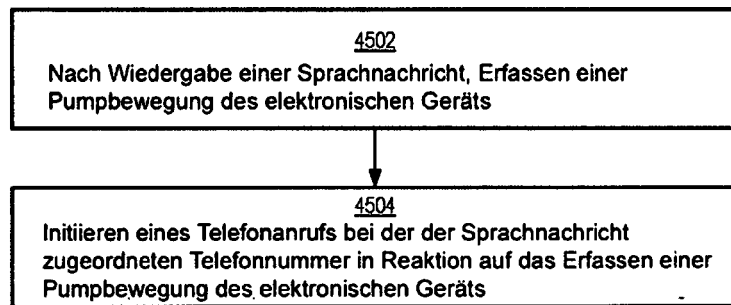 4502
Nach Wiedergabe einer Sprachnachricht, Erfassen einer
Pumpbewegung des elektronischen Geräts
4504
Initiieren eines Telefonanrufs bei der der Sprachnachricht
zugeordneten Telefonnummer in Reaktion auf das Erfassen einer
Pumpbewegung des elektronischen Geräts